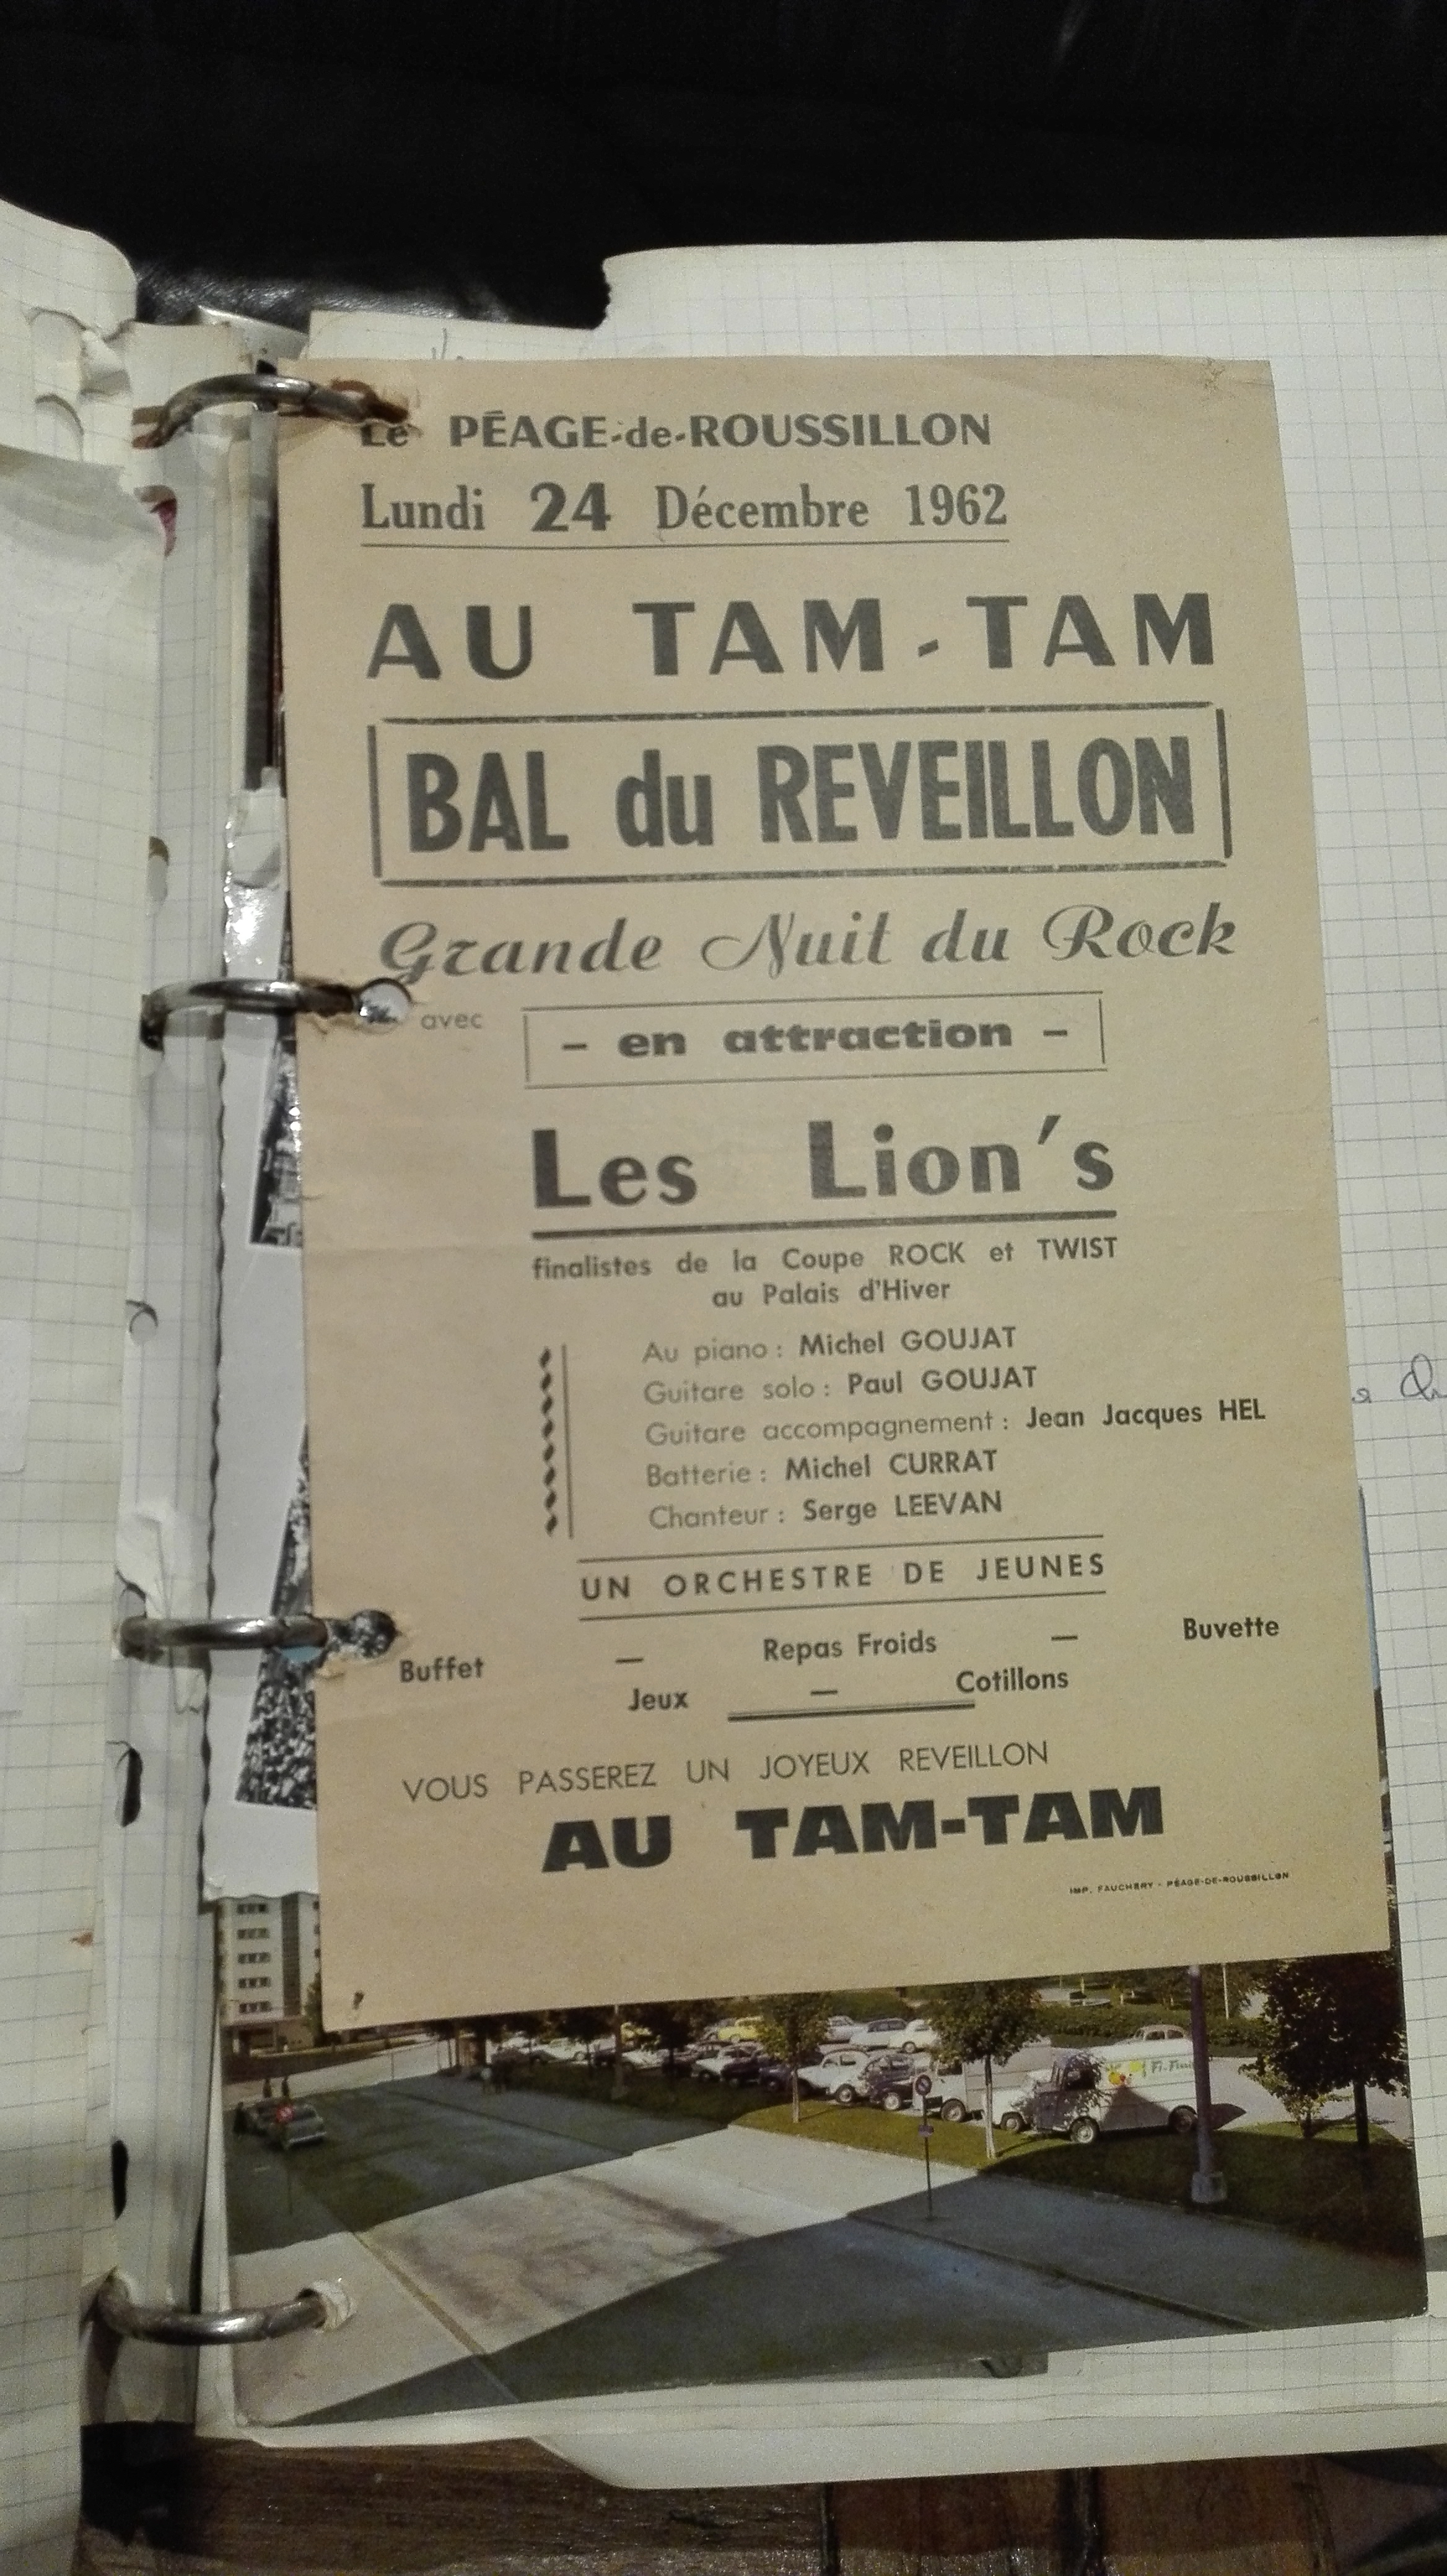 Le PÉAGE-de-ROUSSILLON
Lundi 24 Décembre 1962
AU TAM-TAM
BAL du REVEILLON
Grande Nuit du Rock
avec
- en attraction -
Les Lion's
finalistes de la Coupe ROCK et TWIST
au Palais d'Hiver
Au piano : Michel GOUJAT
Guitare solo : Paul GOUJAT
Guitare accompagnement : Jean Jacques HEL
Batterie : Michel CURRAT
Chanteur : Serge LEEVAN
UN ORCHESTRE DE JEUNES
Buffet — Repas Froids — Buvette
Jeux — Cotillons
VOUS PASSEREZ UN JOYEUX REVEILLON
AU TAM-TAM
IMP. FAUCHERY - PÉAGE-DE-ROUSSILLON